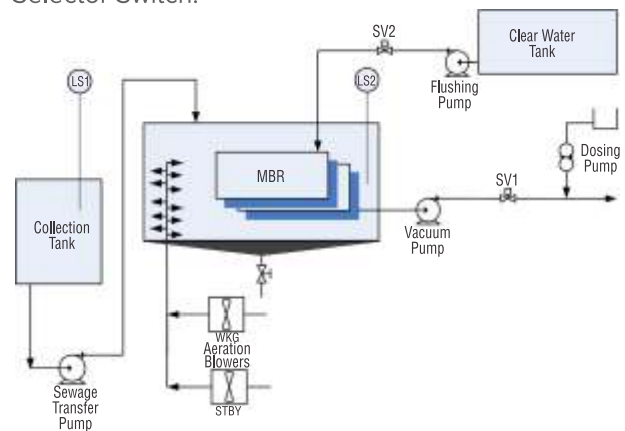 Selector Switch.
SV2
Clear Water
Tank
Flushing
Pump
LS1
LS2
MBR
Dosing
Pump
SV1
Collection
Tank
Vacuum
Pump
WKG
Aeration
Blowers
STBY
Sewage
Transfer
Pump